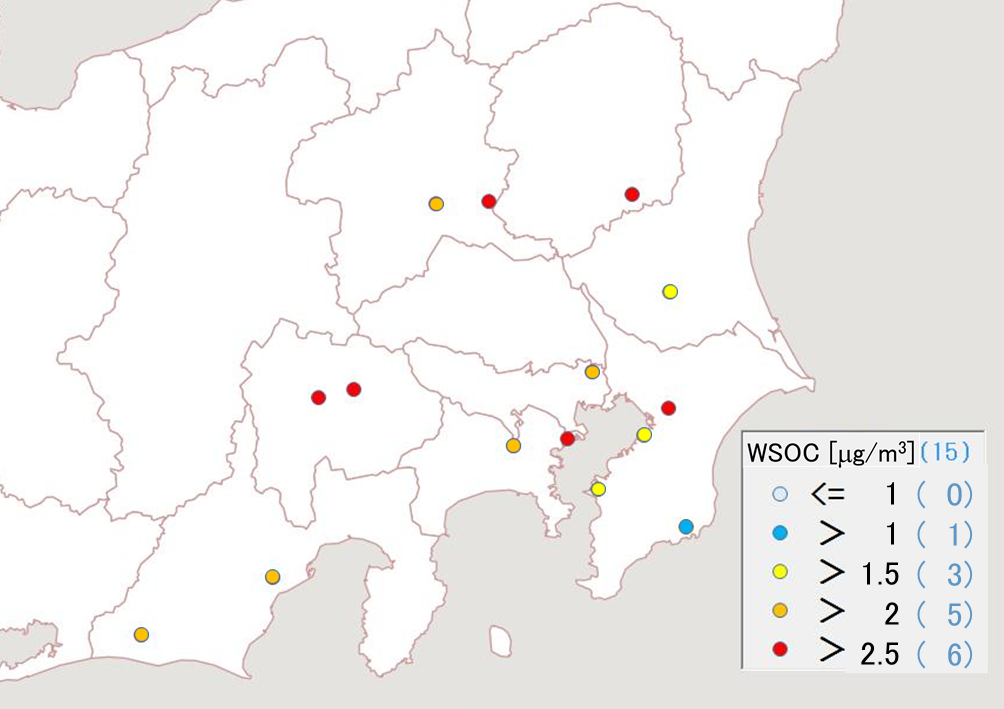 WSOC [μg/m³](15)
<= 1 ( 0)
> 1 ( 1)
> 1.5 ( 3)
> 2 ( 5)
> 2.5 ( 6)